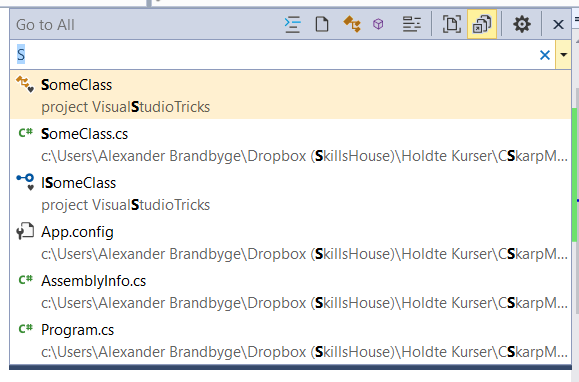 Go to All
S
SomeClass
project VisualStudioTricks
C# SomeClass.cs
c:\Users\Alexander Brandbyge\Dropbox (SkillsHouse)\Holdte Kurser\CSkarpM...
ISomeClass
project VisualStudioTricks
App.config
c:\Users\Alexander Brandbyge\Dropbox (SkillsHouse)\Holdte Kurser\CSkarpM...
C# AssemblyInfo.cs
c:\Users\Alexander Brandbyge\Dropbox (SkillsHouse)\Holdte Kurser\CSkarpM...
C# Program.cs
c:\Users\Alexander Brandbyge\Dropbox (SkillsHouse)\Holdte Kurser\CSkarpM...